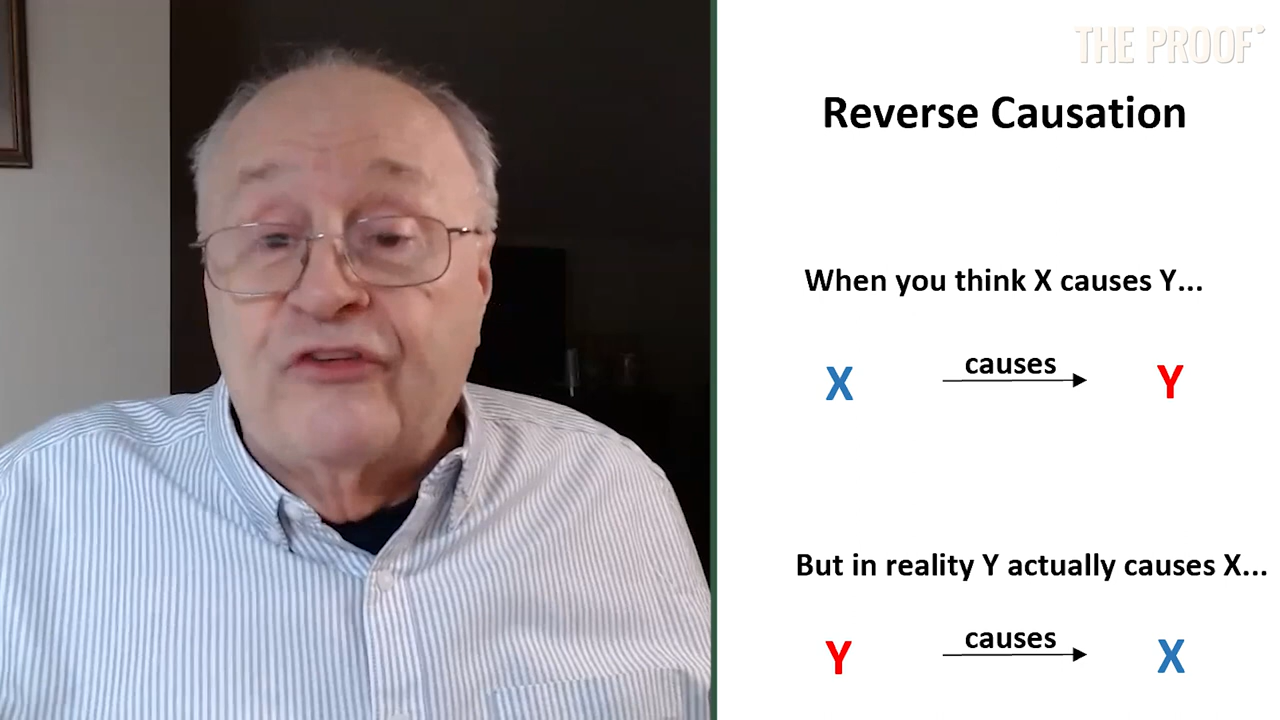 THE PROOF
Reverse Causation
When you think X causes Y...
causes
X
Y
But in reality Y actually causes X...
causes
Y
X